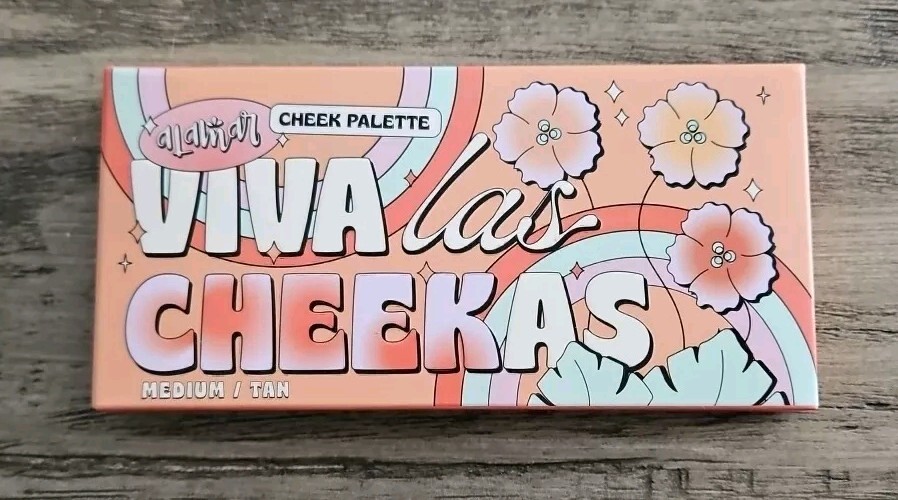 aLamar
CHEEK PALETTE
VIVA las
CHEEKAS
MEDIUM / TAN